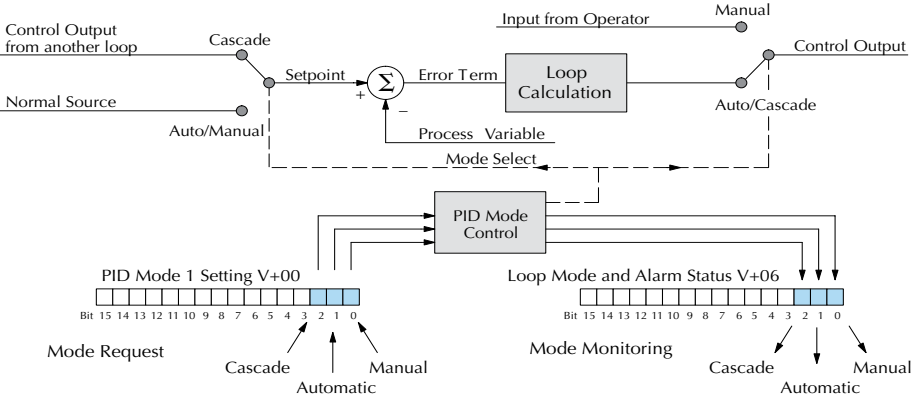 Manual
Input from Operator
Control Output
from another loop
Cascade
Control Output
Setpoint
Σ
Error Term
Loop
Calculation
+
−
Normal Source
Auto/Manual
Auto/Cascade
Process Variable
Mode Select
PID Mode
Control
PID Mode 1 Setting V+00
Loop Mode and Alarm Status V+06
Bit 15 14 13 12 11 10 9 8 7 6 5 4 3 2 1 0
Bit 15 14 13 12 11 10 9 8 7 6 5 4 3 2 1 0
Mode Request
Mode Monitoring
Cascade
Manual
Automatic
Cascade
Manual
Automatic